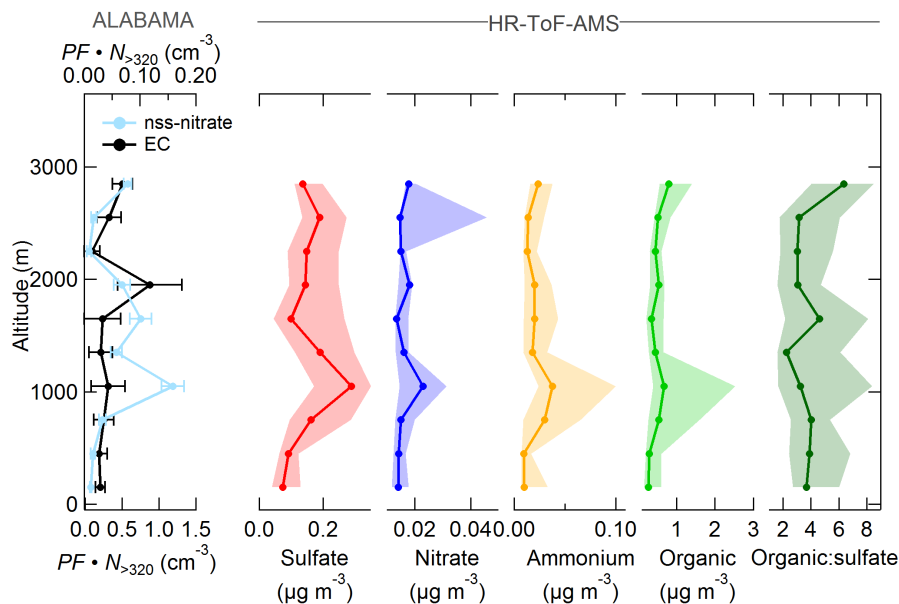 ALABAMA
HR-ToF-AMS
PF • N>320 (cm-3)
0.00 0.10 0.20
nss-nitrate
EC
Altitude (m)
3000
2000
1000
0
0.0 0.5 1.0 1.5
PF • N>320 (cm-3)
0.0 0.2
Sulfate
(µg m-3)
0.02 0.04
Nitrate
(µg m-3)
0.00 0.10
Ammonium
(µg m-3)
1 2 3
Organic
(µg m-3)
2 4 6 8
Organic:sulfate